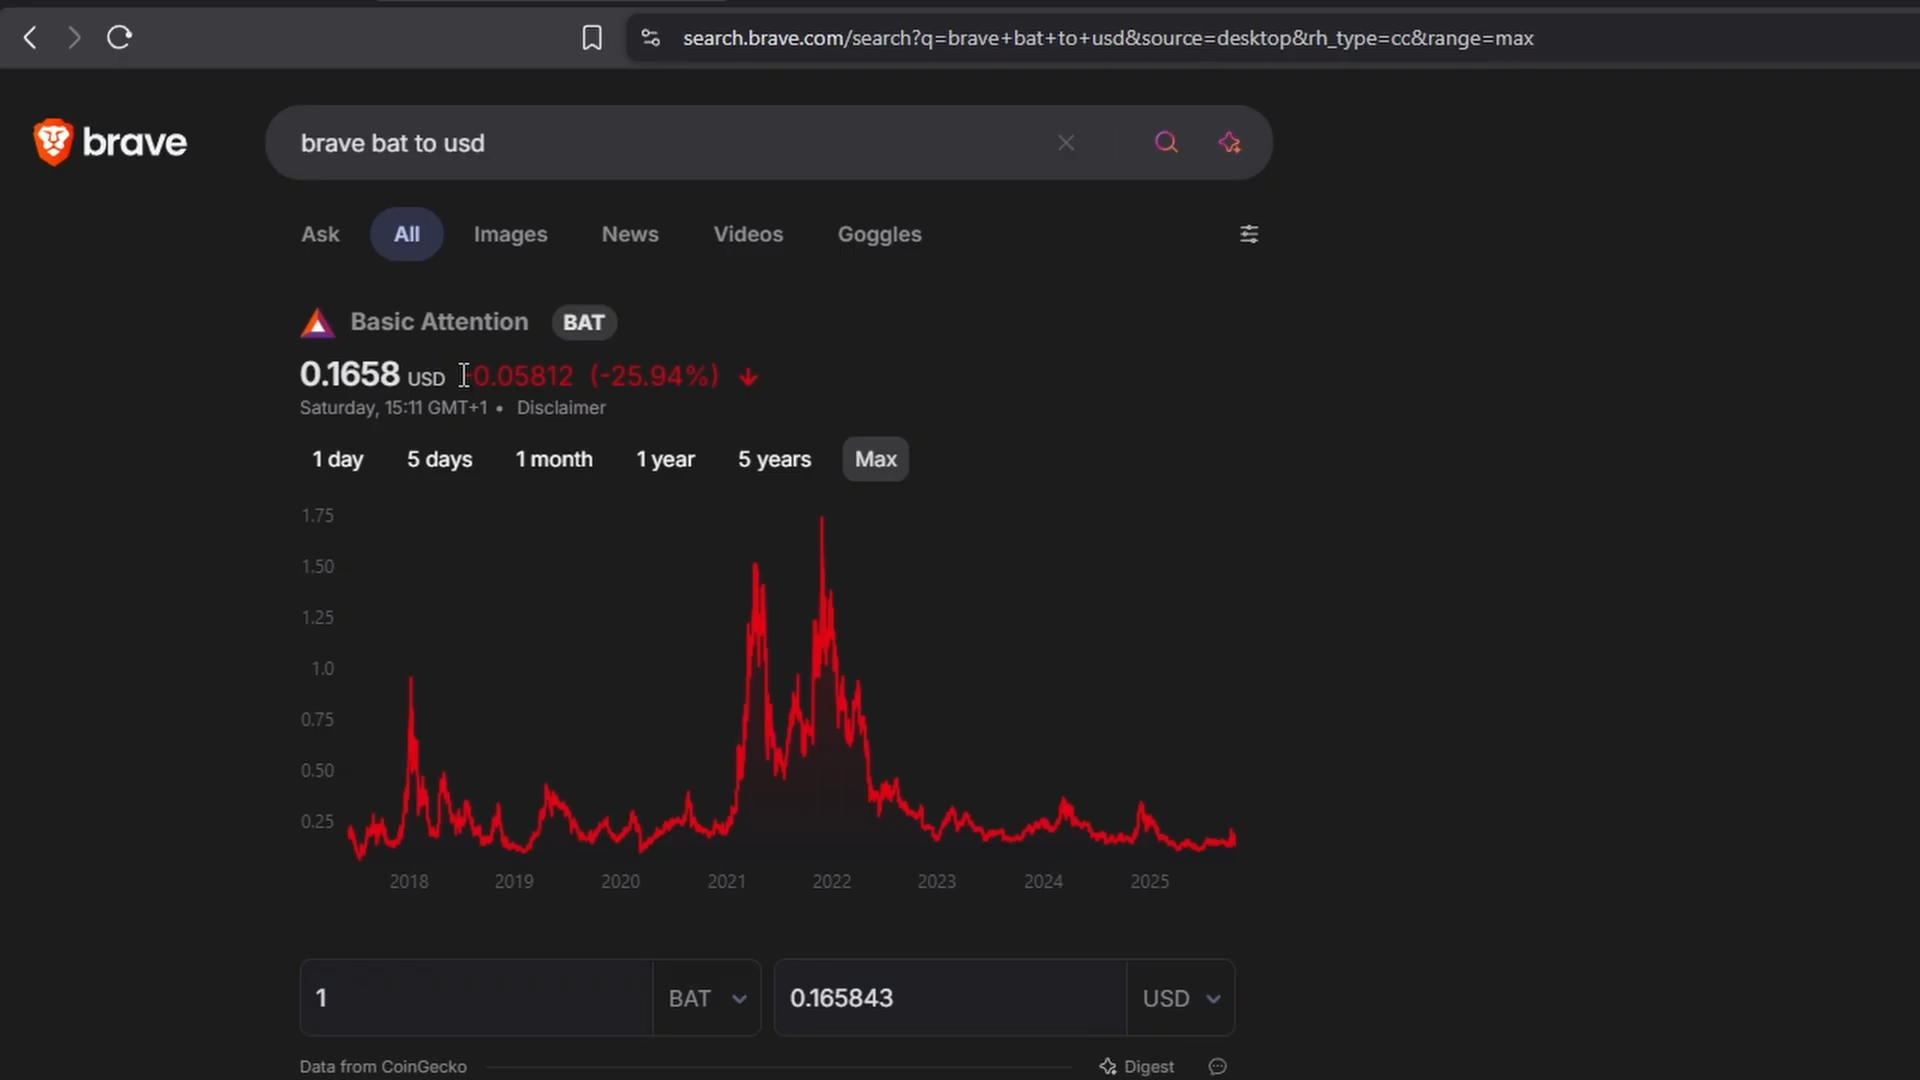 search.brave.com/search?q=brave+bat+to+usd&source=desktop&rh_type=cc&range=max
brave
brave bat to usd
Ask All Images News Videos Goggles
Basic Attention BAT
0.1658 USD -0.05812 (-25.94%)
Saturday, 15:11 GMT+1 • Disclaimer
1 day 5 days 1 month 1 year 5 years Max
1.75
1.50
1.25
1.0
0.75
0.50
0.25
2018 2019 2020 2021 2022 2023 2024 2025
1 BAT 0.165843 USD
Data from CoinGecko Digest